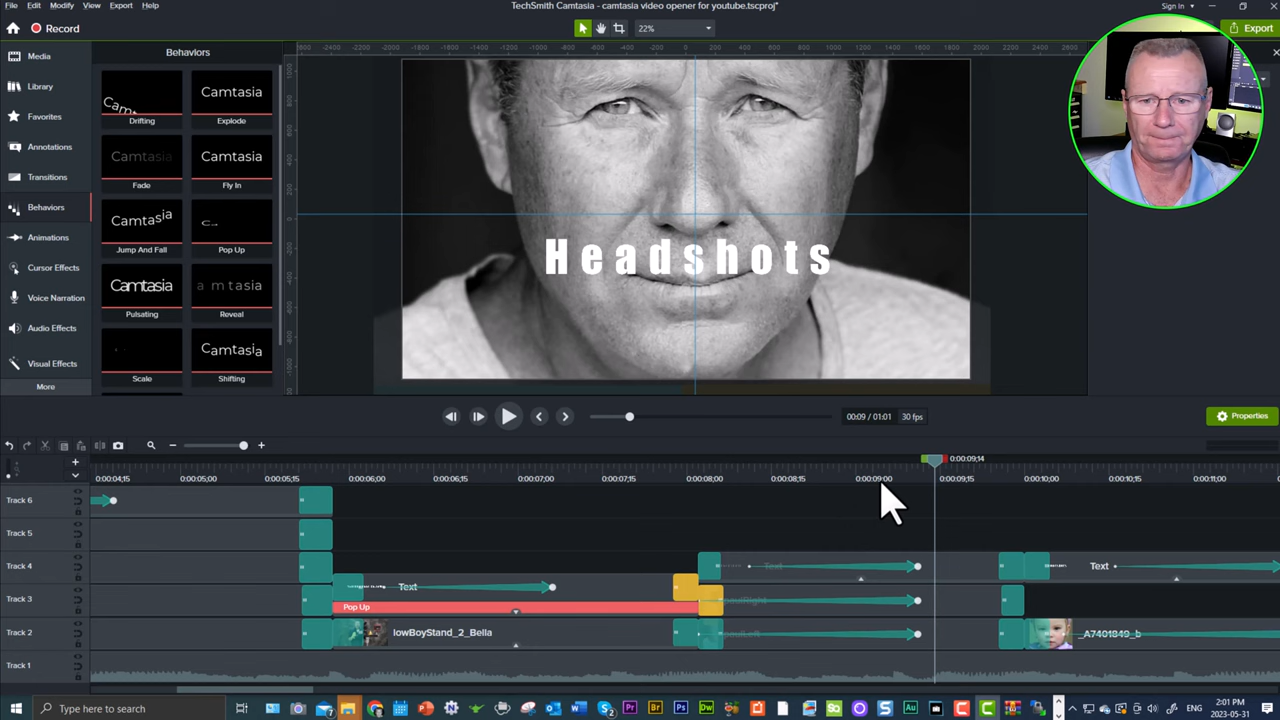 TechSmith Camtasia - camtasia video opener for youtube.tscproj*
File Edit Modify View Export Help
Sign In
Record
22%
Export
Media
Library
Favorites
Annotations
Transitions
Behaviors
Animations
Cursor Effects
Voice Narration
Audio Effects
Visual Effects
More
Behaviors
Camtasia
Drifting Explode
Camtasia Camtasia
Fade Fly In
Camtasia
Jump And Fall Pop Up
Camtasia
Pulsating Reveal
Camtasia
Scale Shifting
Headshots
00:09 / 01:01 30 fps
Properties
0:00:09;14
0:00:04;15 0:00:05;00 0:00:06;00 0:00:06;15 0:00:07;00 0:00:07;15 0:00:08;00 0:00:08;15 0:00:09;00 0:00:09;15 0:00:10;00 0:00:10;15 0:00:11;00
Track 6
Track 5
Track 4 Text Text
Track 3 Text
Pop Up
Track 2 lowBoyStand_2_Bella _A7401849_b
Track 1
Type here to search
ENG
2:01 PM
2023-05-31